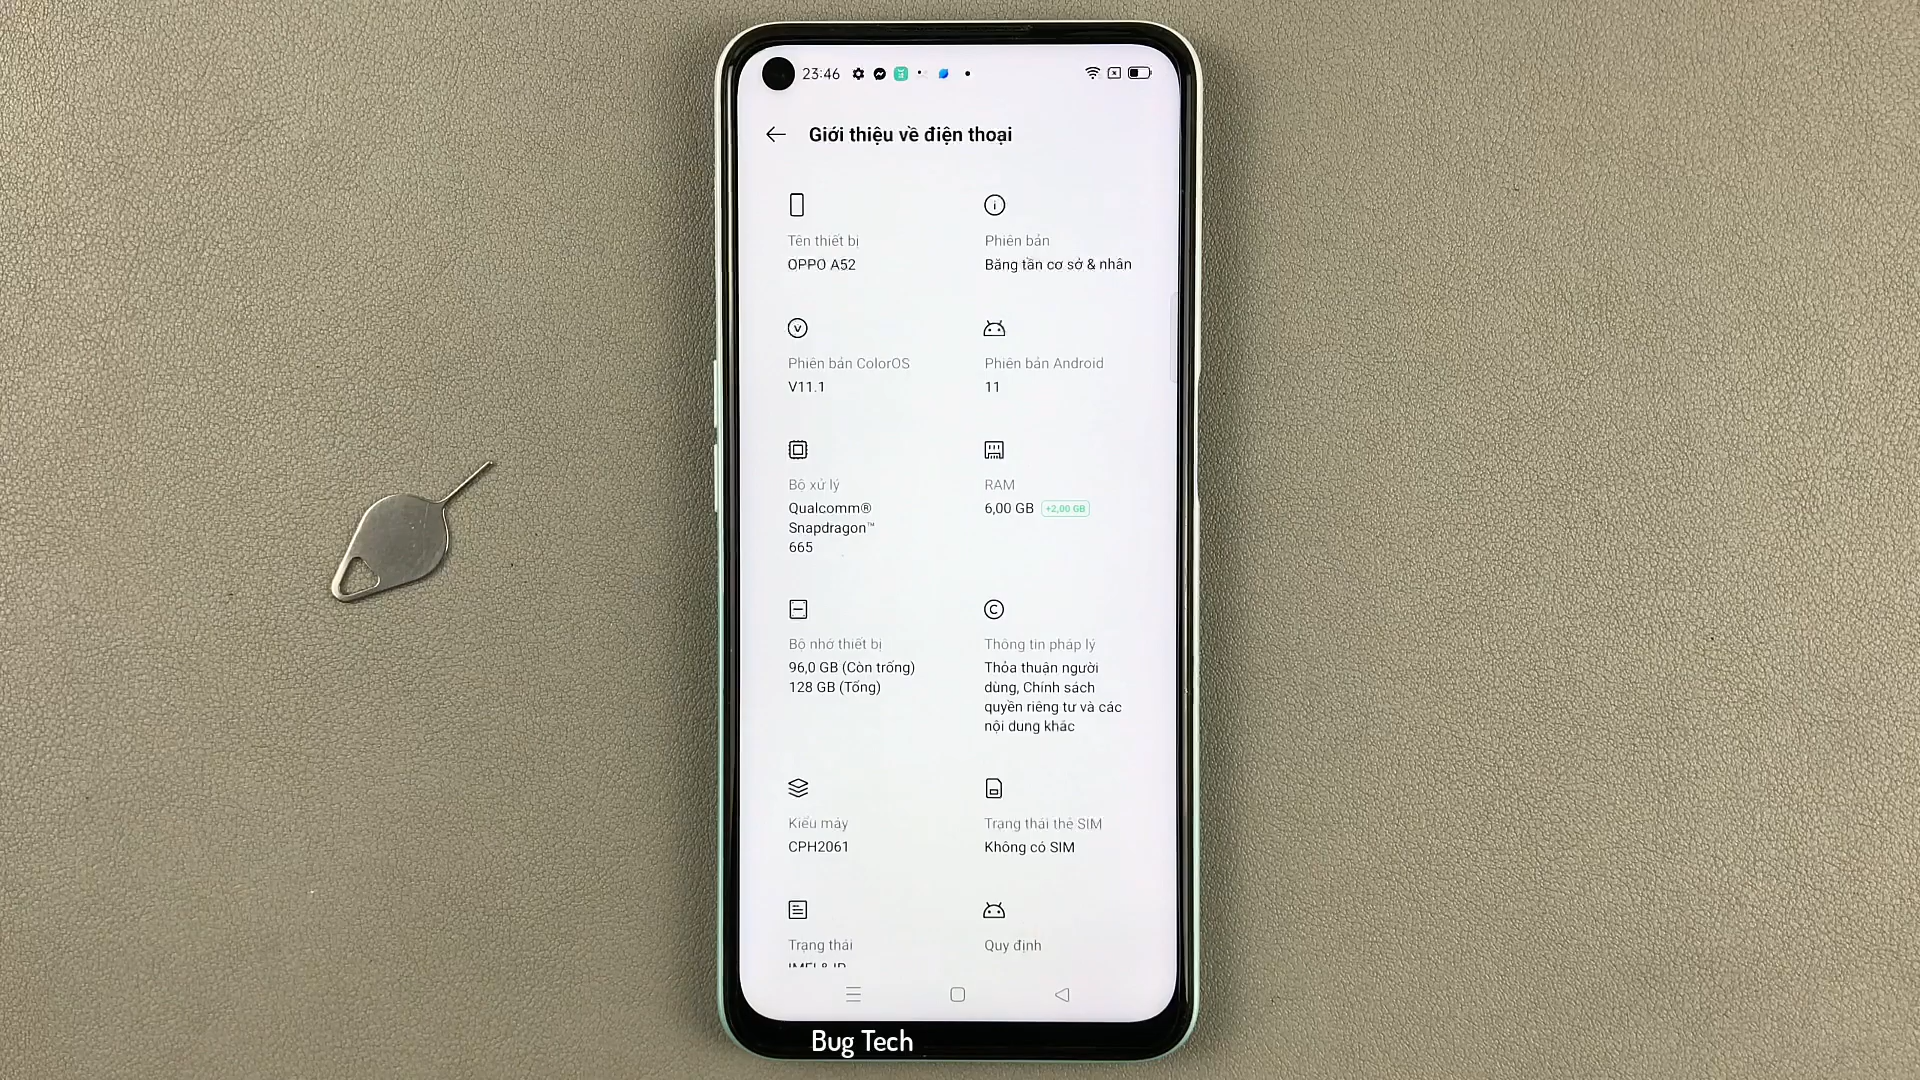 23:46
Giới thiệu về điện thoại
Tên thiết bị
OPPO A52
Phiên bản
Băng tần cơ sở & nhân
Phiên bản ColorOS
V11.1
Phiên bản Android
11
Bộ xử lý
Qualcomm®
Snapdragon™
665
RAM
6,00 GB +2,00 GB
Bộ nhớ thiết bị
96,0 GB (Còn trống)
128 GB (Tổng)
Thông tin pháp lý
Thỏa thuận người
dùng, Chính sách
quyền riêng tư và các
nội dung khác
Kiểu máy
CPH2061
Trạng thái thẻ SIM
Không có SIM
Trạng thái
IMEI & IP
Quy định
Bug Tech